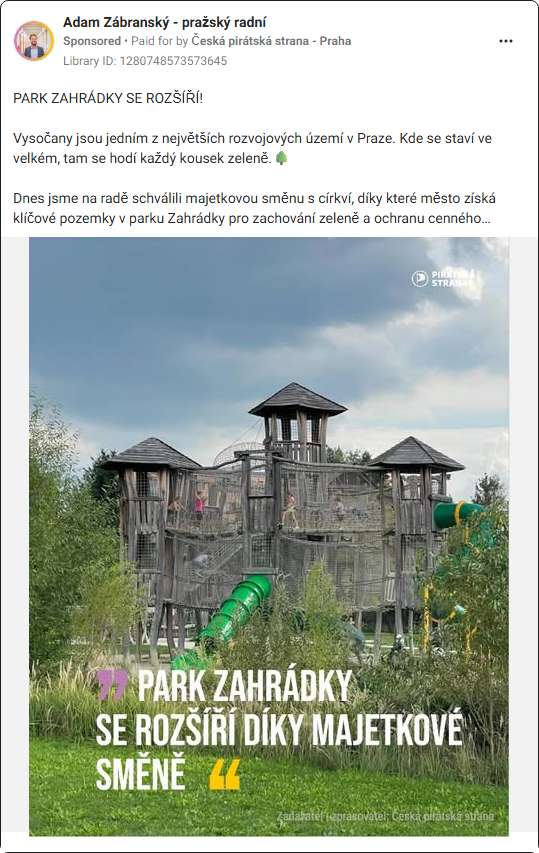 Adam Zábranský - pražský radní
Sponsored • Paid for by Česká pirátská strana - Praha
Library ID: 1280748573573645
PARK ZAHRÁDKY SE ROZŠÍŘÍ!
Vysočany jsou jedním z největších rozvojových území v Praze. Kde se staví ve
velkém, tam se hodí každý kousek zeleně.
Dnes jsme na radě schválili majetkovou směnu s církví, díky které město získá
klíčové pozemky v parku Zahrádky pro zachování zeleně a ochranu cenného...
PIRÁTSKÁ
STRANA
" PARK ZAHRÁDKY
SE ROZŠÍŘÍ DÍKY MAJETKOVÉ
SMĚNĚ "
Zadavatel i zpracovatel: Česká pirátská strana